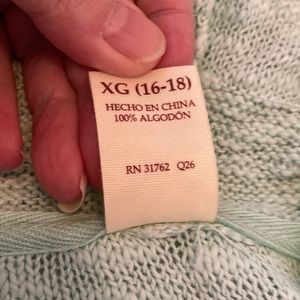 XG (16-18)
HECHO EN CHINA
100% ALGODÓN
RN 31762 Q26